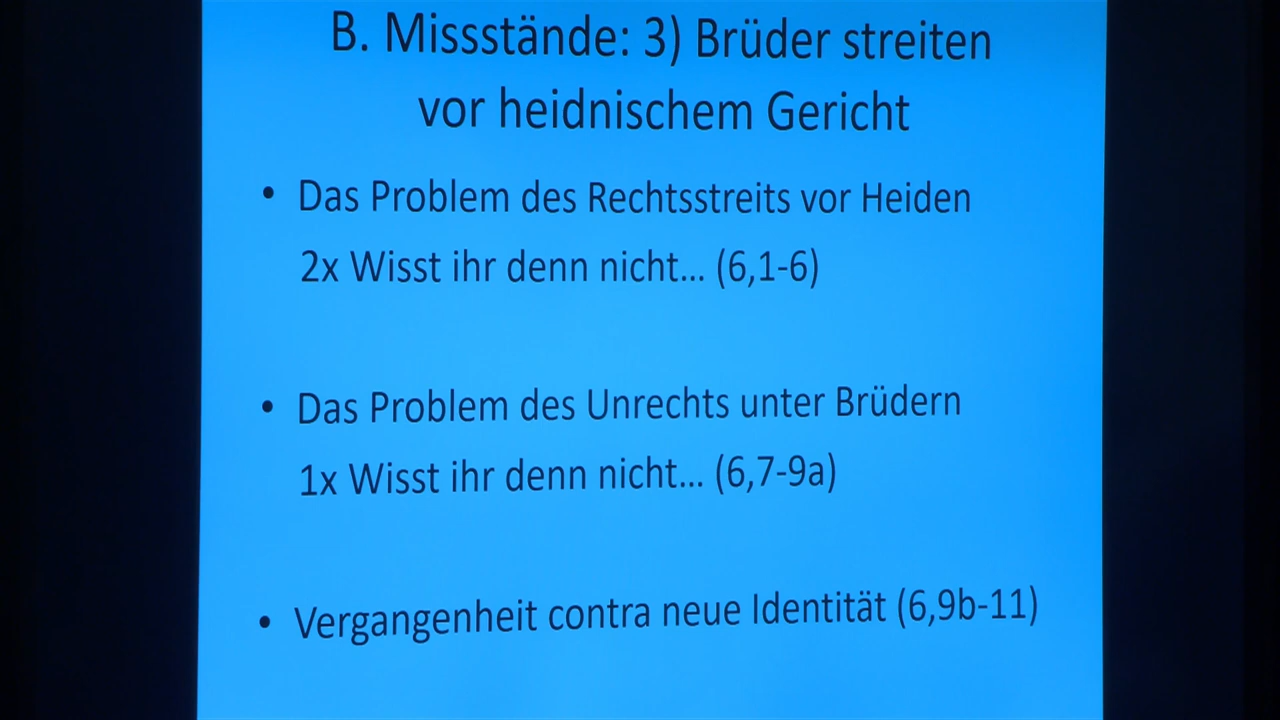 B. Missstände: 3) Brüder streiten
vor heidnischem Gericht
• Das Problem des Rechtsstreits vor Heiden
2x Wisst ihr denn nicht... (6,1-6)
• Das Problem des Unrechts unter Brüdern
1x Wisst ihr denn nicht... (6,7-9a)
• Vergangenheit contra neue Identität (6,9b-11)